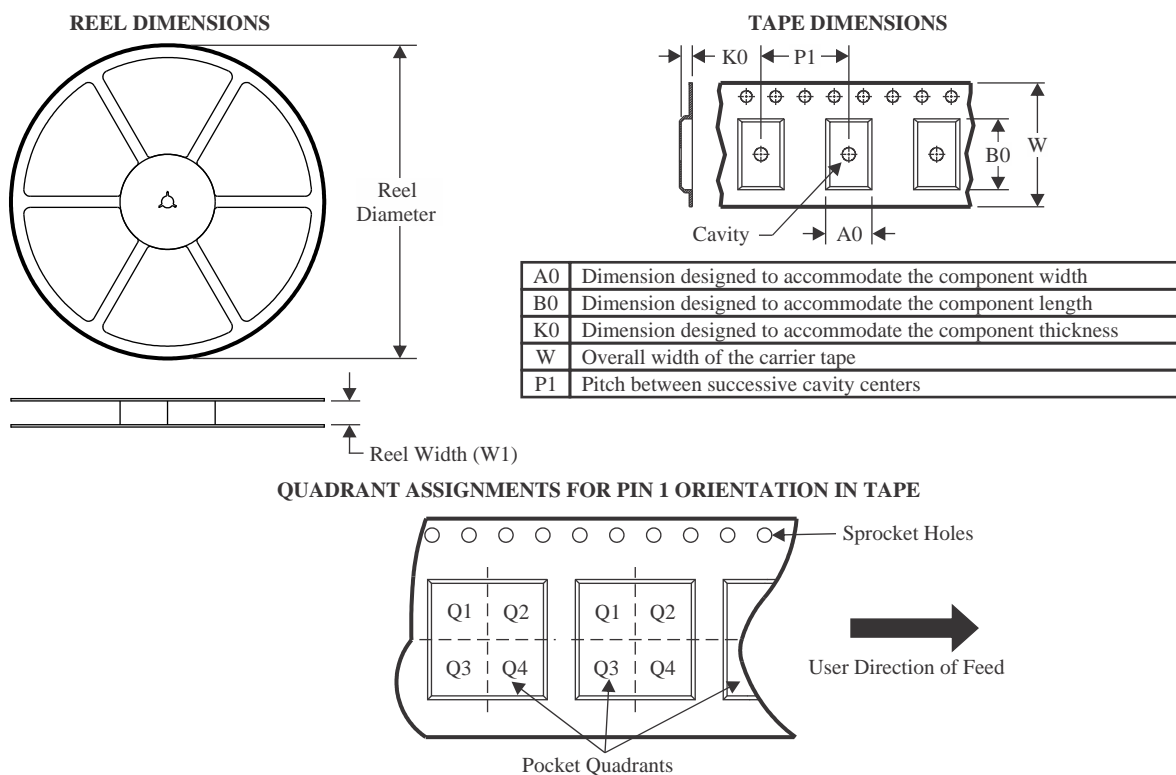 REEL DIMENSIONS
Reel
Diameter
Reel Width (W1)
TAPE DIMENSIONS
K0
P1
B0
W
Cavity
A0
A0 Dimension designed to accommodate the component width
B0 Dimension designed to accommodate the component length
K0 Dimension designed to accommodate the component thickness
W Overall width of the carrier tape
P1 Pitch between successive cavity centers
QUADRANT ASSIGNMENTS FOR PIN 1 ORIENTATION IN TAPE
Sprocket Holes
Q1 Q2 Q1 Q2
Q3 Q4 Q3 Q4
User Direction of Feed
Pocket Quadrants